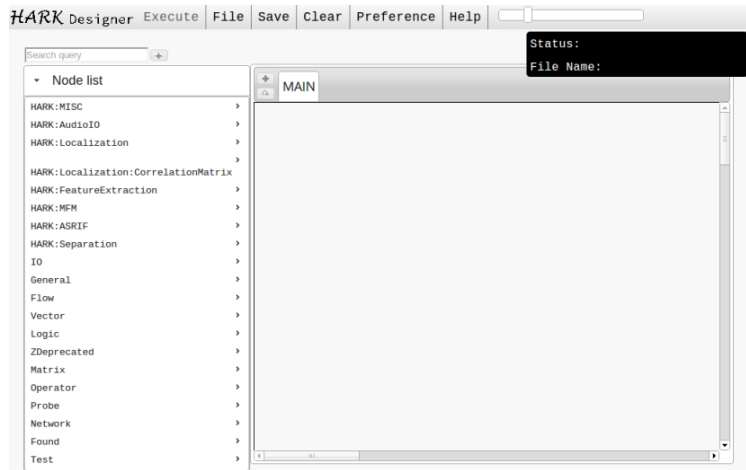 HARK Designer Execute File Save Clear Preference Help
Status:
File Name:
Search query
Node list
MAIN
HARK:MISC
HARK:AudioIO
HARK:Localization
HARK:Localization:CorrelationMatrix
HARK:FeatureExtraction
HARK:MFM
HARK:ASRIF
HARK:Separation
IO
General
Flow
Vector
Logic
ZDeprecated
Matrix
Operator
Probe
Network
Found
Test